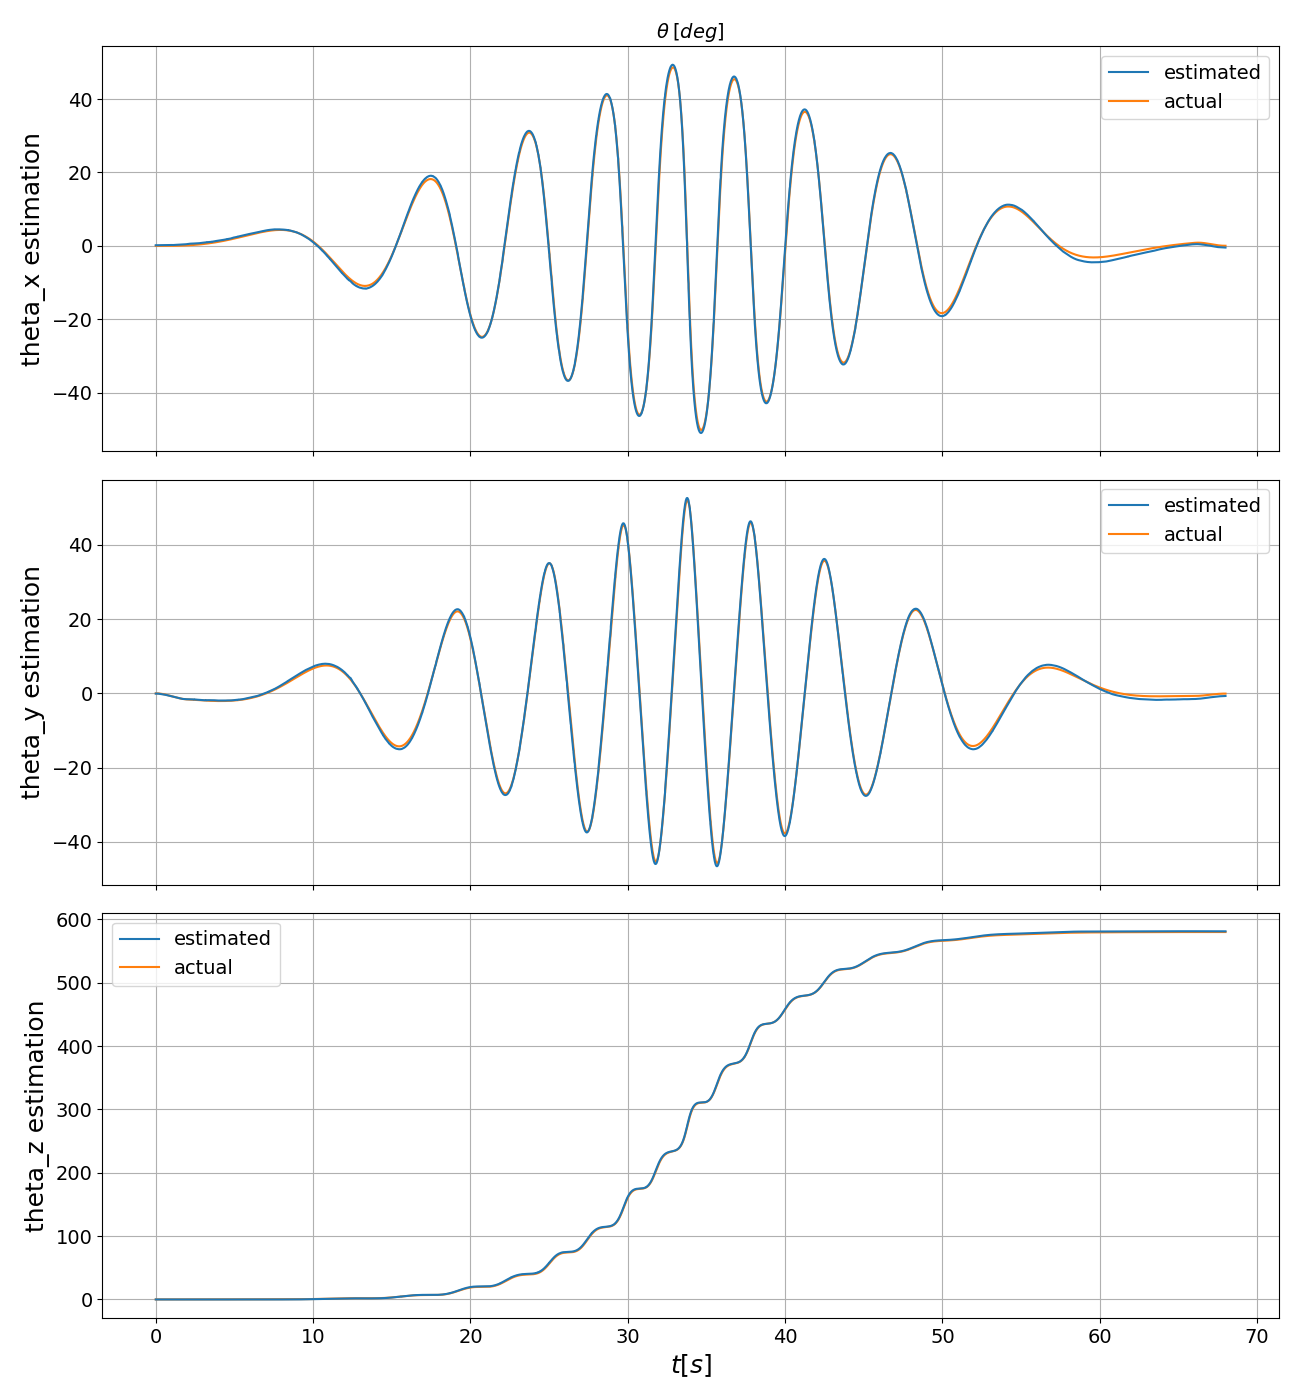 θ [deg]
theta_x estimation
40
20
0
−20
−40
estimated
actual
theta_y estimation
40
20
0
−20
−40
estimated
actual
theta_z estimation
600
500
400
300
200
100
0
estimated
actual
0 10 20 30 40 50 60 70
t[s]